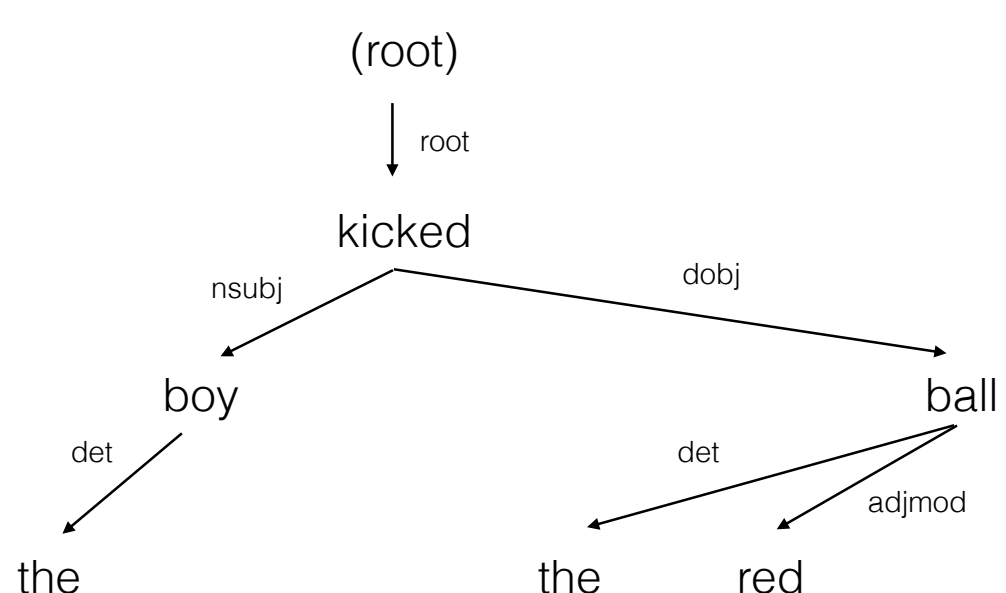 (root)
root
kicked
nsubj
dobj
boy
ball
det
det
adjmod
the
the
red